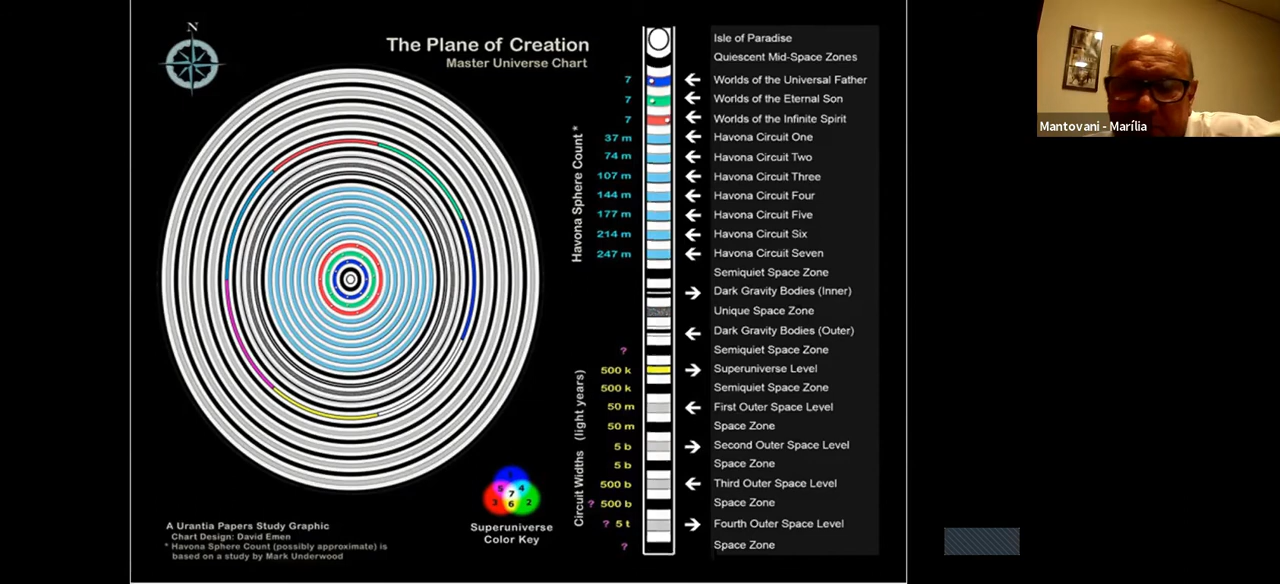 N
The Plane of Creation
Master Universe Chart
Isle of Paradise
Quiescent Mid-Space Zones
7 Worlds of the Universal Father
7 Worlds of the Eternal Son
7 Worlds of the Infinite Spirit
37 m Havona Circuit One
74 m Havona Circuit Two
107 m Havona Circuit Three
144 m Havona Circuit Four
177 m Havona Circuit Five
214 m Havona Circuit Six
247 m Havona Circuit Seven
Havona Sphere Count *
Semiquiet Space Zone
Dark Gravity Bodies (Inner)
Unique Space Zone
Dark Gravity Bodies (Outer)
? Semiquiet Space Zone
500 k Superuniverse Level
500 k Semiquiet Space Zone
50 m First Outer Space Level
50 m Space Zone
5 b Second Outer Space Level
5 b Space Zone
500 b Third Outer Space Level
? 500 b Space Zone
? 5 t Fourth Outer Space Level
? Space Zone
Circuit Widths (light years)
1
5 4
7
3 6 2
Superuniverse
Color Key
A Urantia Papers Study Graphic
Chart Design: David Emen
* Havona Sphere Count (possibly approximate) is
based on a study by Mark Underwood
Mantovani - Marília